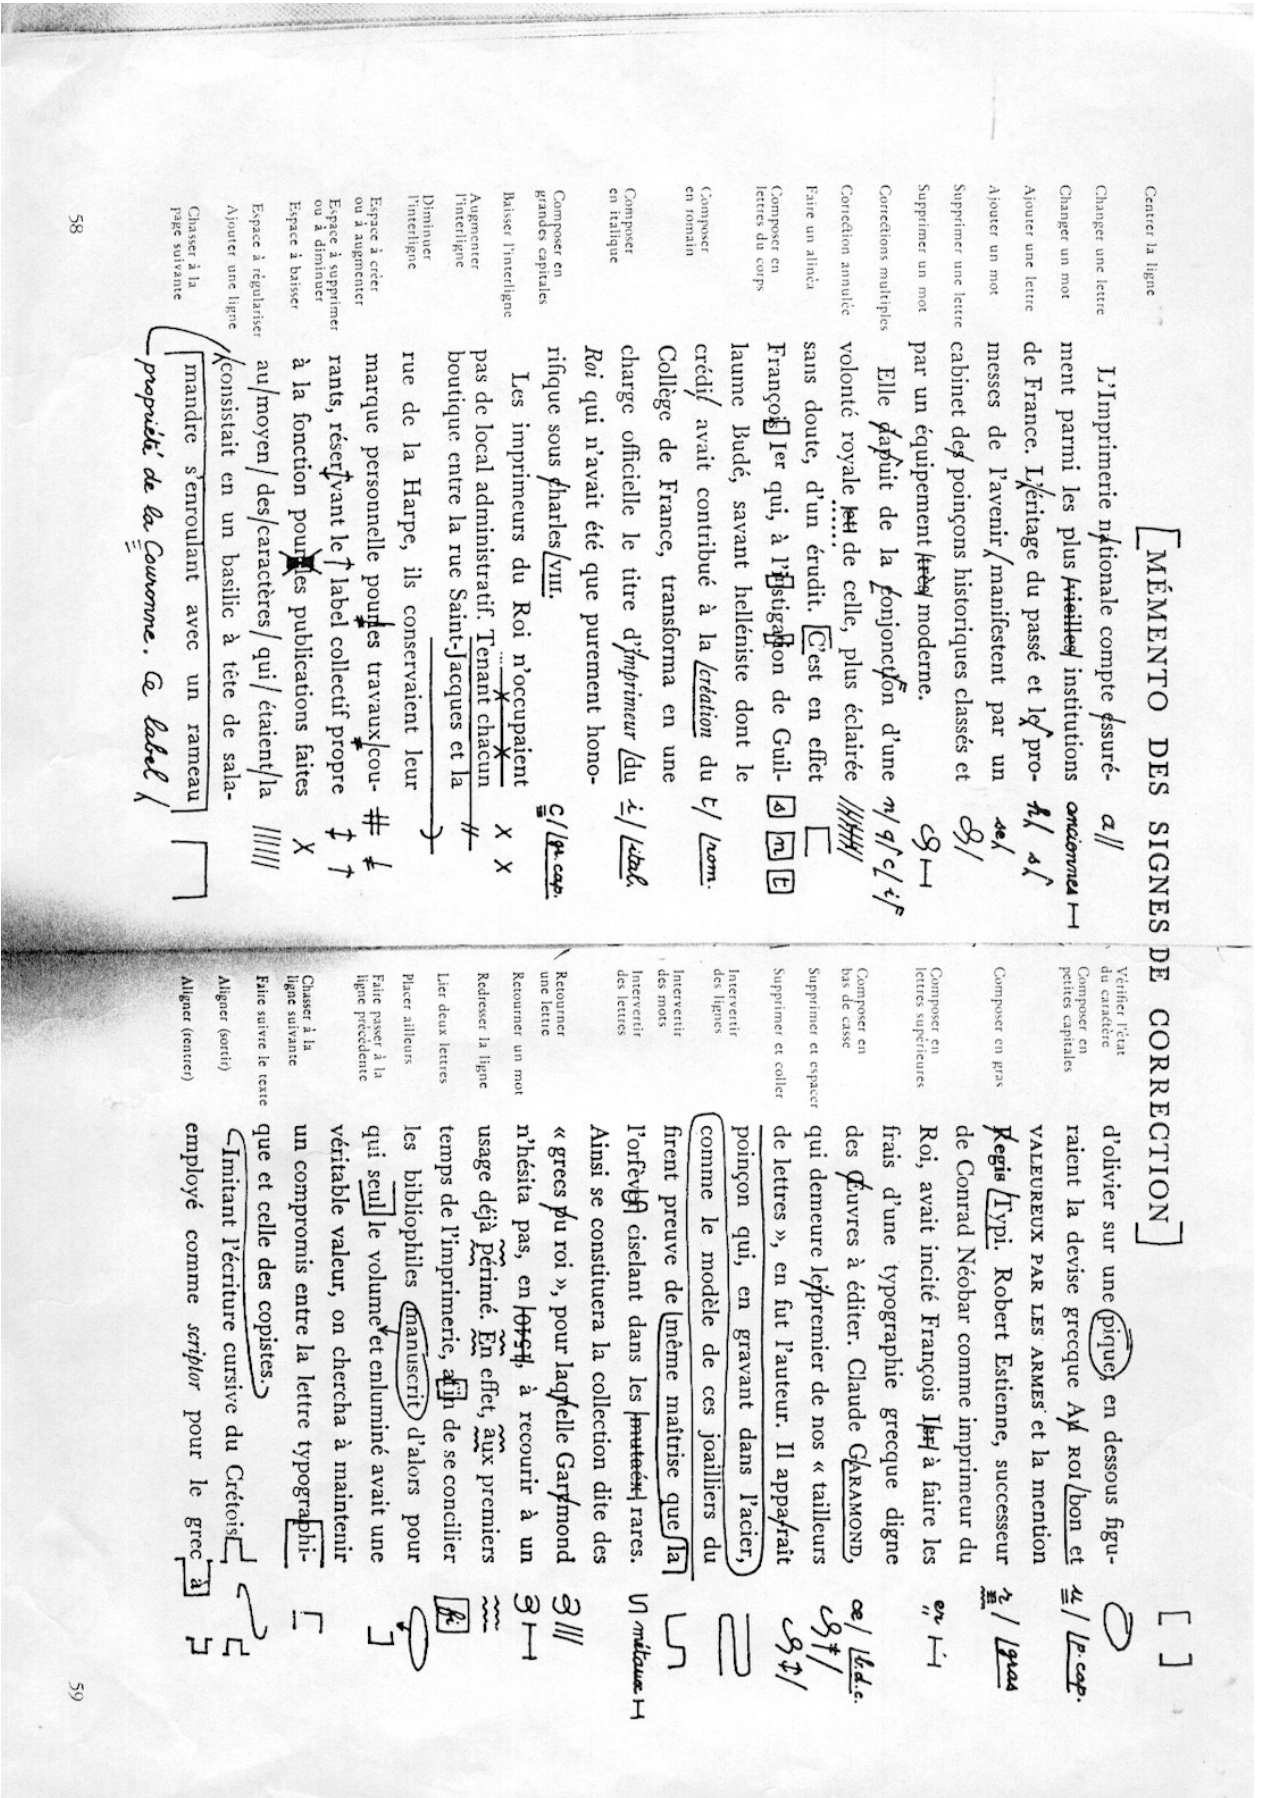 MÉMENTO DES SIGNES DE CORRECTION
Centrer la ligne
Changer une lettre
Changer un mot
Ajouter une lettre
Ajouter un mot
Supprimer une lettre
Supprimer un mot
Corrections multiples
Correction annulée
Faire un alinéa
Composer en
lettres du corps
Composer
en romain
Composer
en italique
Composer en
grandes capitales
Baisser l'interligne
Augmenter
l'interligne
Diminuer
l'interligne
Espace à créer
ou à augmenter
Espace à supprimer
ou à diminuer
Espace à baisser
Espace à régulariser
Ajouter une ligne
Chasser à la
page suivante
L'Imprimerie nationale compte essuré-
ment parmi les plus vieilles institutions
de France. L'éritage du passé et le pro-
messes de l'avenir manifestent par un
cabinet des poinçons historiques classés et
par un équipement très moderne.
Elle dapuit de la conjonction d'une
volonté royale et de celle, plus éclairée
sans doute, d'un érudit. C'est en effet
François Ier qui, à l'instigation de Guil-
laume Budé, savant helléniste dont le
crédit avait contribué à la création du
Collège de France, transforma en une
charge officielle le titre d'imprimeur du
Roi qui n'avait été que purement hono-
rifique sous charles VIII.
Les imprimeurs du Roi n'occupaient
pas de local administratif. Tenant chacun
boutique entre la rue Saint-Jacques et la
rue de la Harpe, ils conservaient leur
marque personnelle pour les travaux cou-
rants, réservant le label collectif propre
à la fonction pour les publications faites
au moyen des caractères qui étaient la
consistait en un basilic à tête de sala-
mandre s'enroulant avec un rameau
propriété de la Couronne. Ce label
a
anciennes
h s
se
n q c i
s n t
t rom.
i ital.
c gr. cap.
58
Vérifier l'état
du caractère
Composer en
petites capitales
Composer en gras
Composer en
lettres supérieures
Composer en
bas de casse
Supprimer et espacer
Supprimer et coller
Intervertir
des lignes
Intervertir
des mots
Intervertir
des lettres
Retourner
une lettre
Retourner un mot
Redresser la ligne
Lier deux lettres
Placer ailleurs
Faire passer à la
ligne précédente
Chasser à la
ligne suivante
Faire suivre le texte
Aligner (sortir)
Aligner (rentrer)
d'olivier sur une pique, en dessous figu-
raient la devise grecque Au ROI bon et
VALEUREUX PAR LES ARMES et la mention
Regis Typi. Robert Estienne, successeur
de Conrad Néobar comme imprimeur du
Roi, avait incité François Ier à faire les
frais d'une typographie grecque digne
des Œuvres à éditer. Claude GARAMOND,
qui demeure le premier de nos « tailleurs
de lettres », en fut l'auteur. Il apparaît
poinçon qui, en gravant dans l'acier,
comme le modèle de ces joailliers du
firent preuve de même maîtrise que la
l'orfèvre ciselant dans les mutaéx rares.
Ainsi se constituera la collection dite des
« grecs pu roi », pour laquelle Garymond
n'hésita pas, en 1541, à recourir à un
usage déjà périmé. En effet, aux premiers
temps de l'imprimerie, afin de se concilier
les bibliophiles manuscrit d'alors pour
qui seul le volume et enluminé avait une
véritable valeur, on chercha à maintenir
un compromis entre la lettre typographi-
que et celle des copistes.
Imitant l'écriture cursive du Crétois
employé comme scriptor pour le grec à
u p. cap.
r gras
er
œ b.d.c.
métaux
fi
59